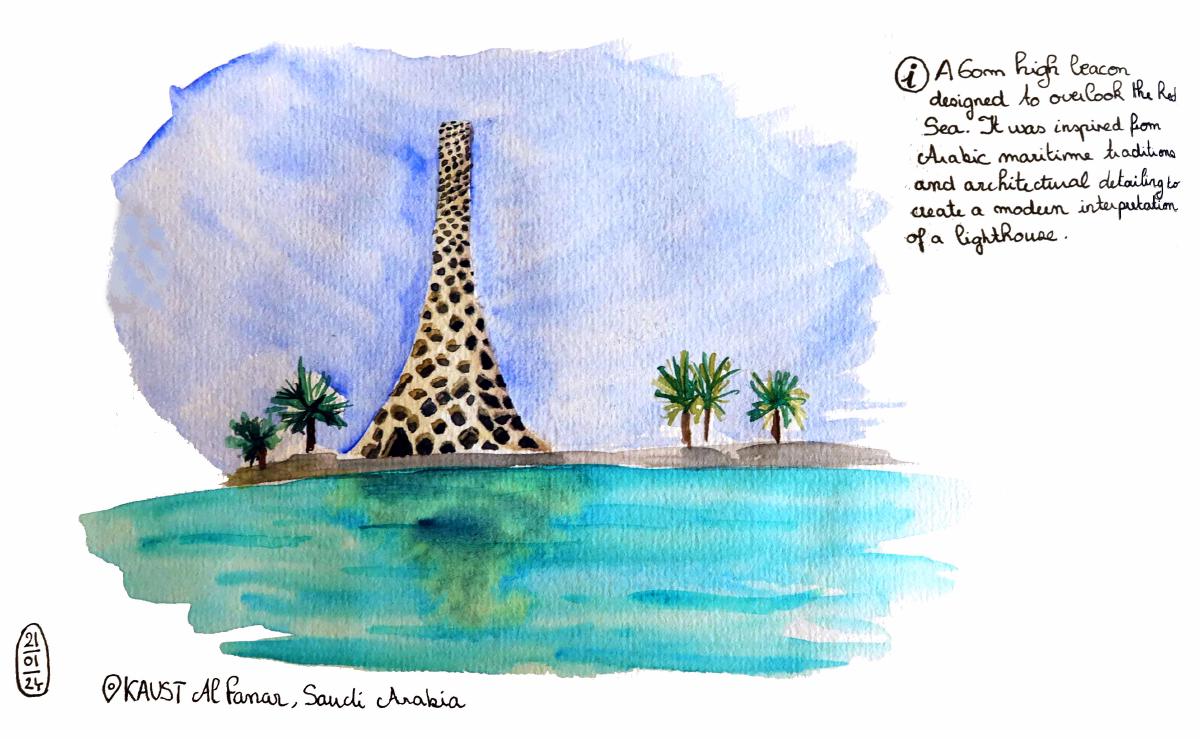 i A 60m high beacon
designed to overlook the Red
Sea. It was inspired from
Arabic maritime traditions
and architectural detailing to
create a modern interpretation
of a lighthouse.
21
01
24
KAUST Al Fanar, Saudi Arabia